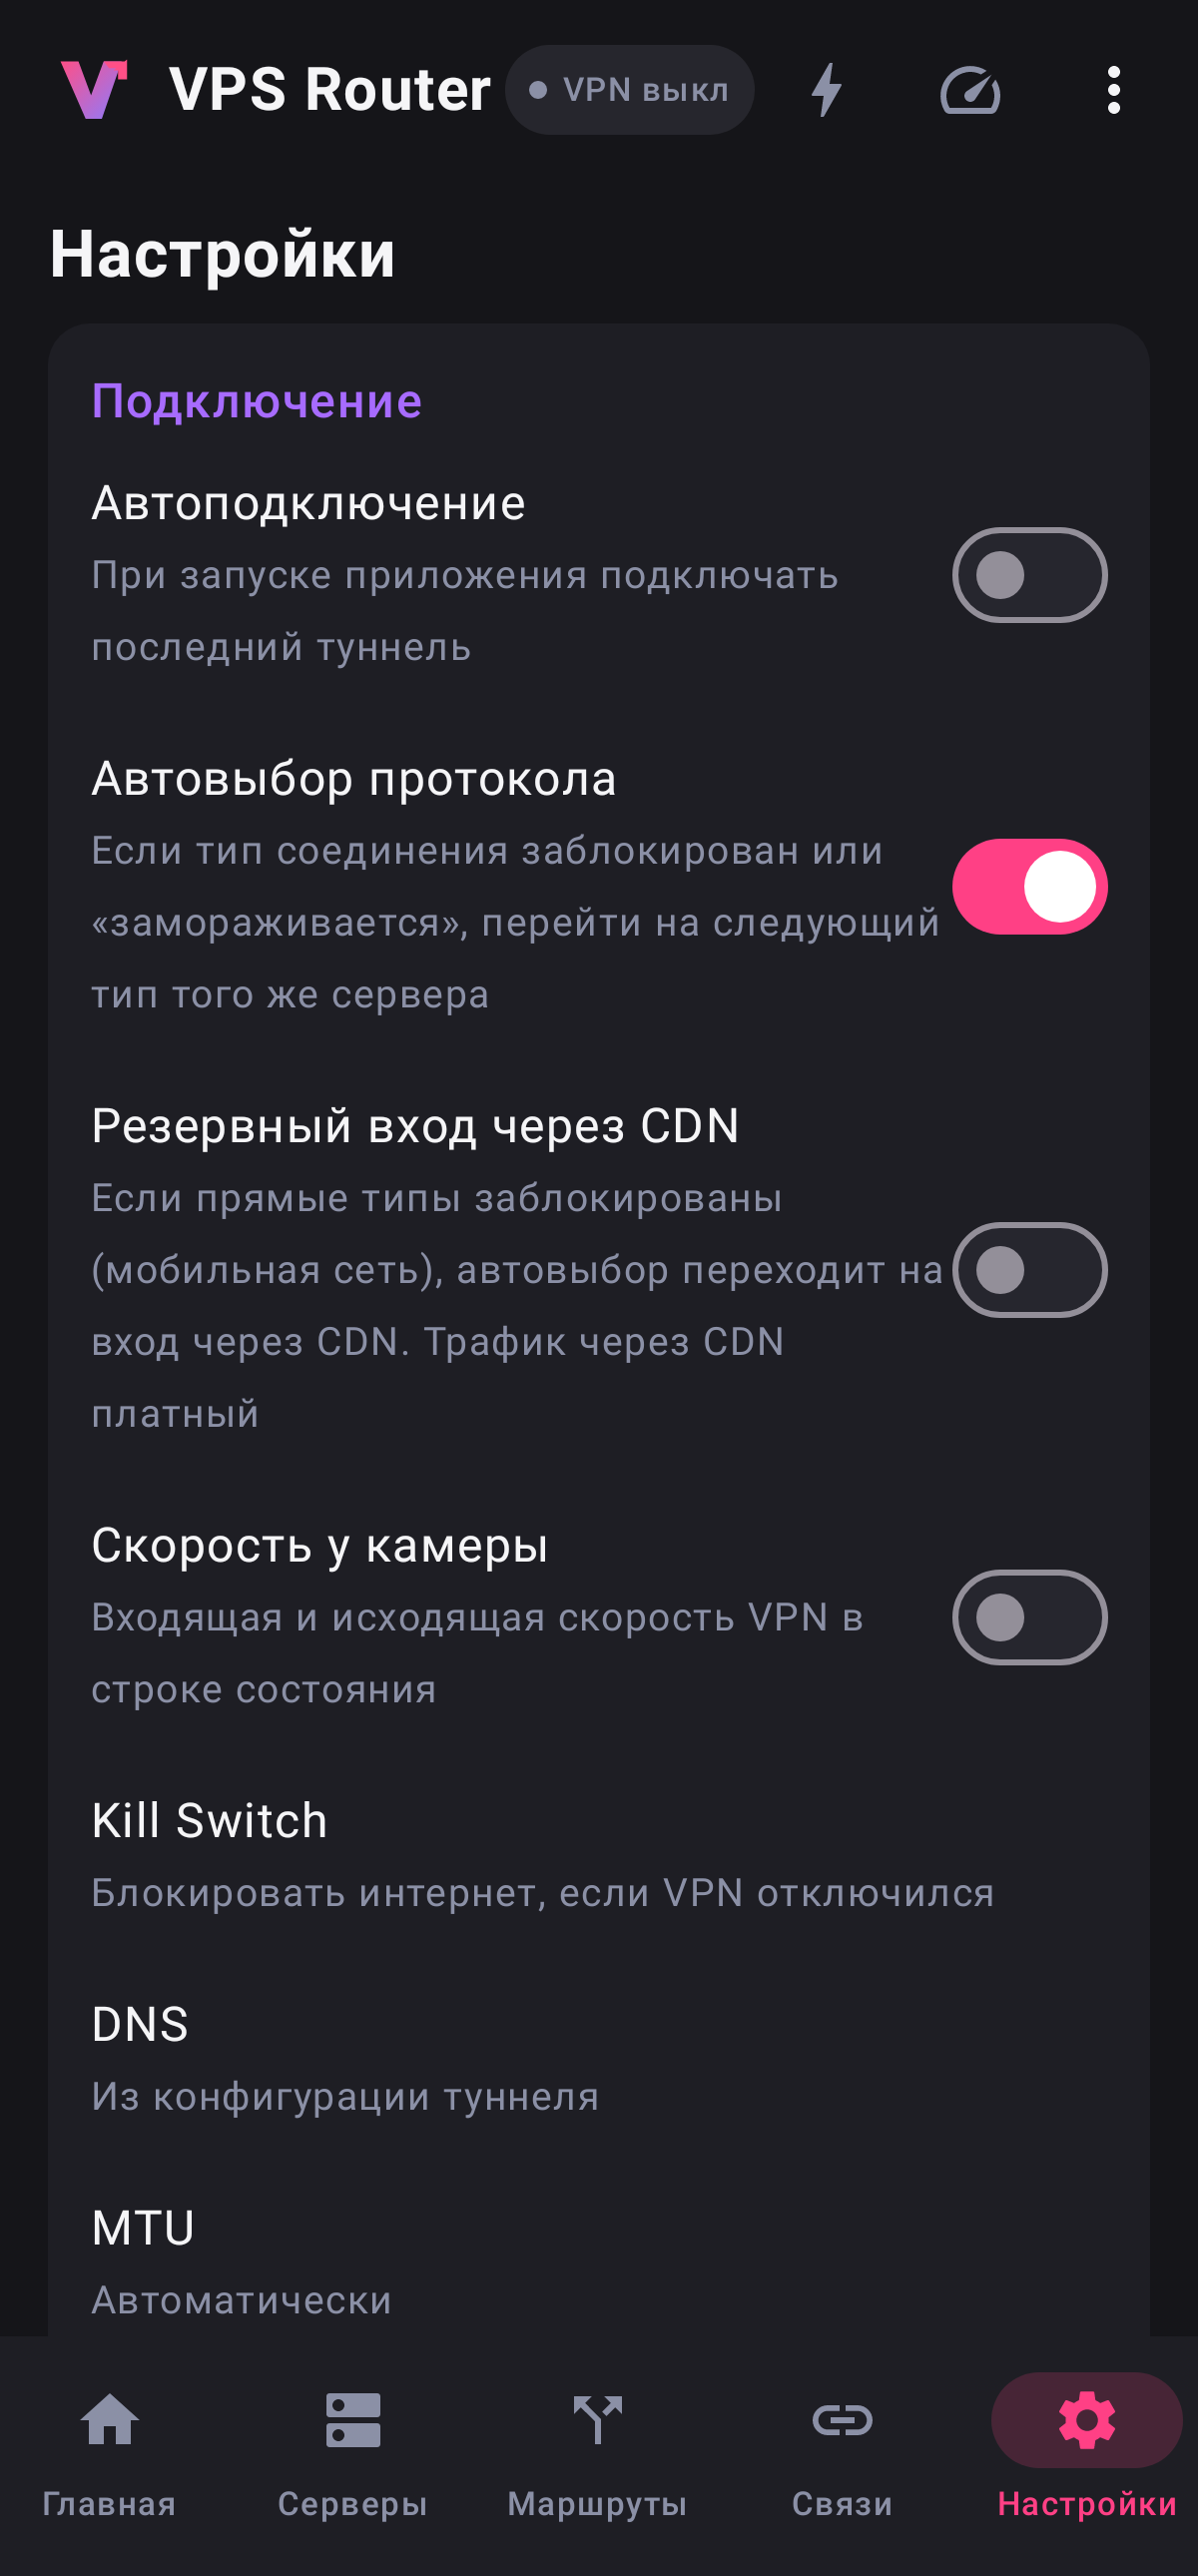 VPS Router
VPN выкл
Настройки
Подключение
Автоподключение
При запуске приложения подключать
последний туннель
Автовыбор протокола
Если тип соединения заблокирован или
«замораживается», перейти на следующий
тип того же сервера
Резервный вход через CDN
Если прямые типы заблокированы
(мобильная сеть), автовыбор переходит на
вход через CDN. Трафик через CDN
платный
Скорость у камеры
Входящая и исходящая скорость VPN в
строке состояния
Kill Switch
Блокировать интернет, если VPN отключился
DNS
Из конфигурации туннеля
MTU
Автоматически
Главная
Серверы
Маршруты
Связи
Настройки